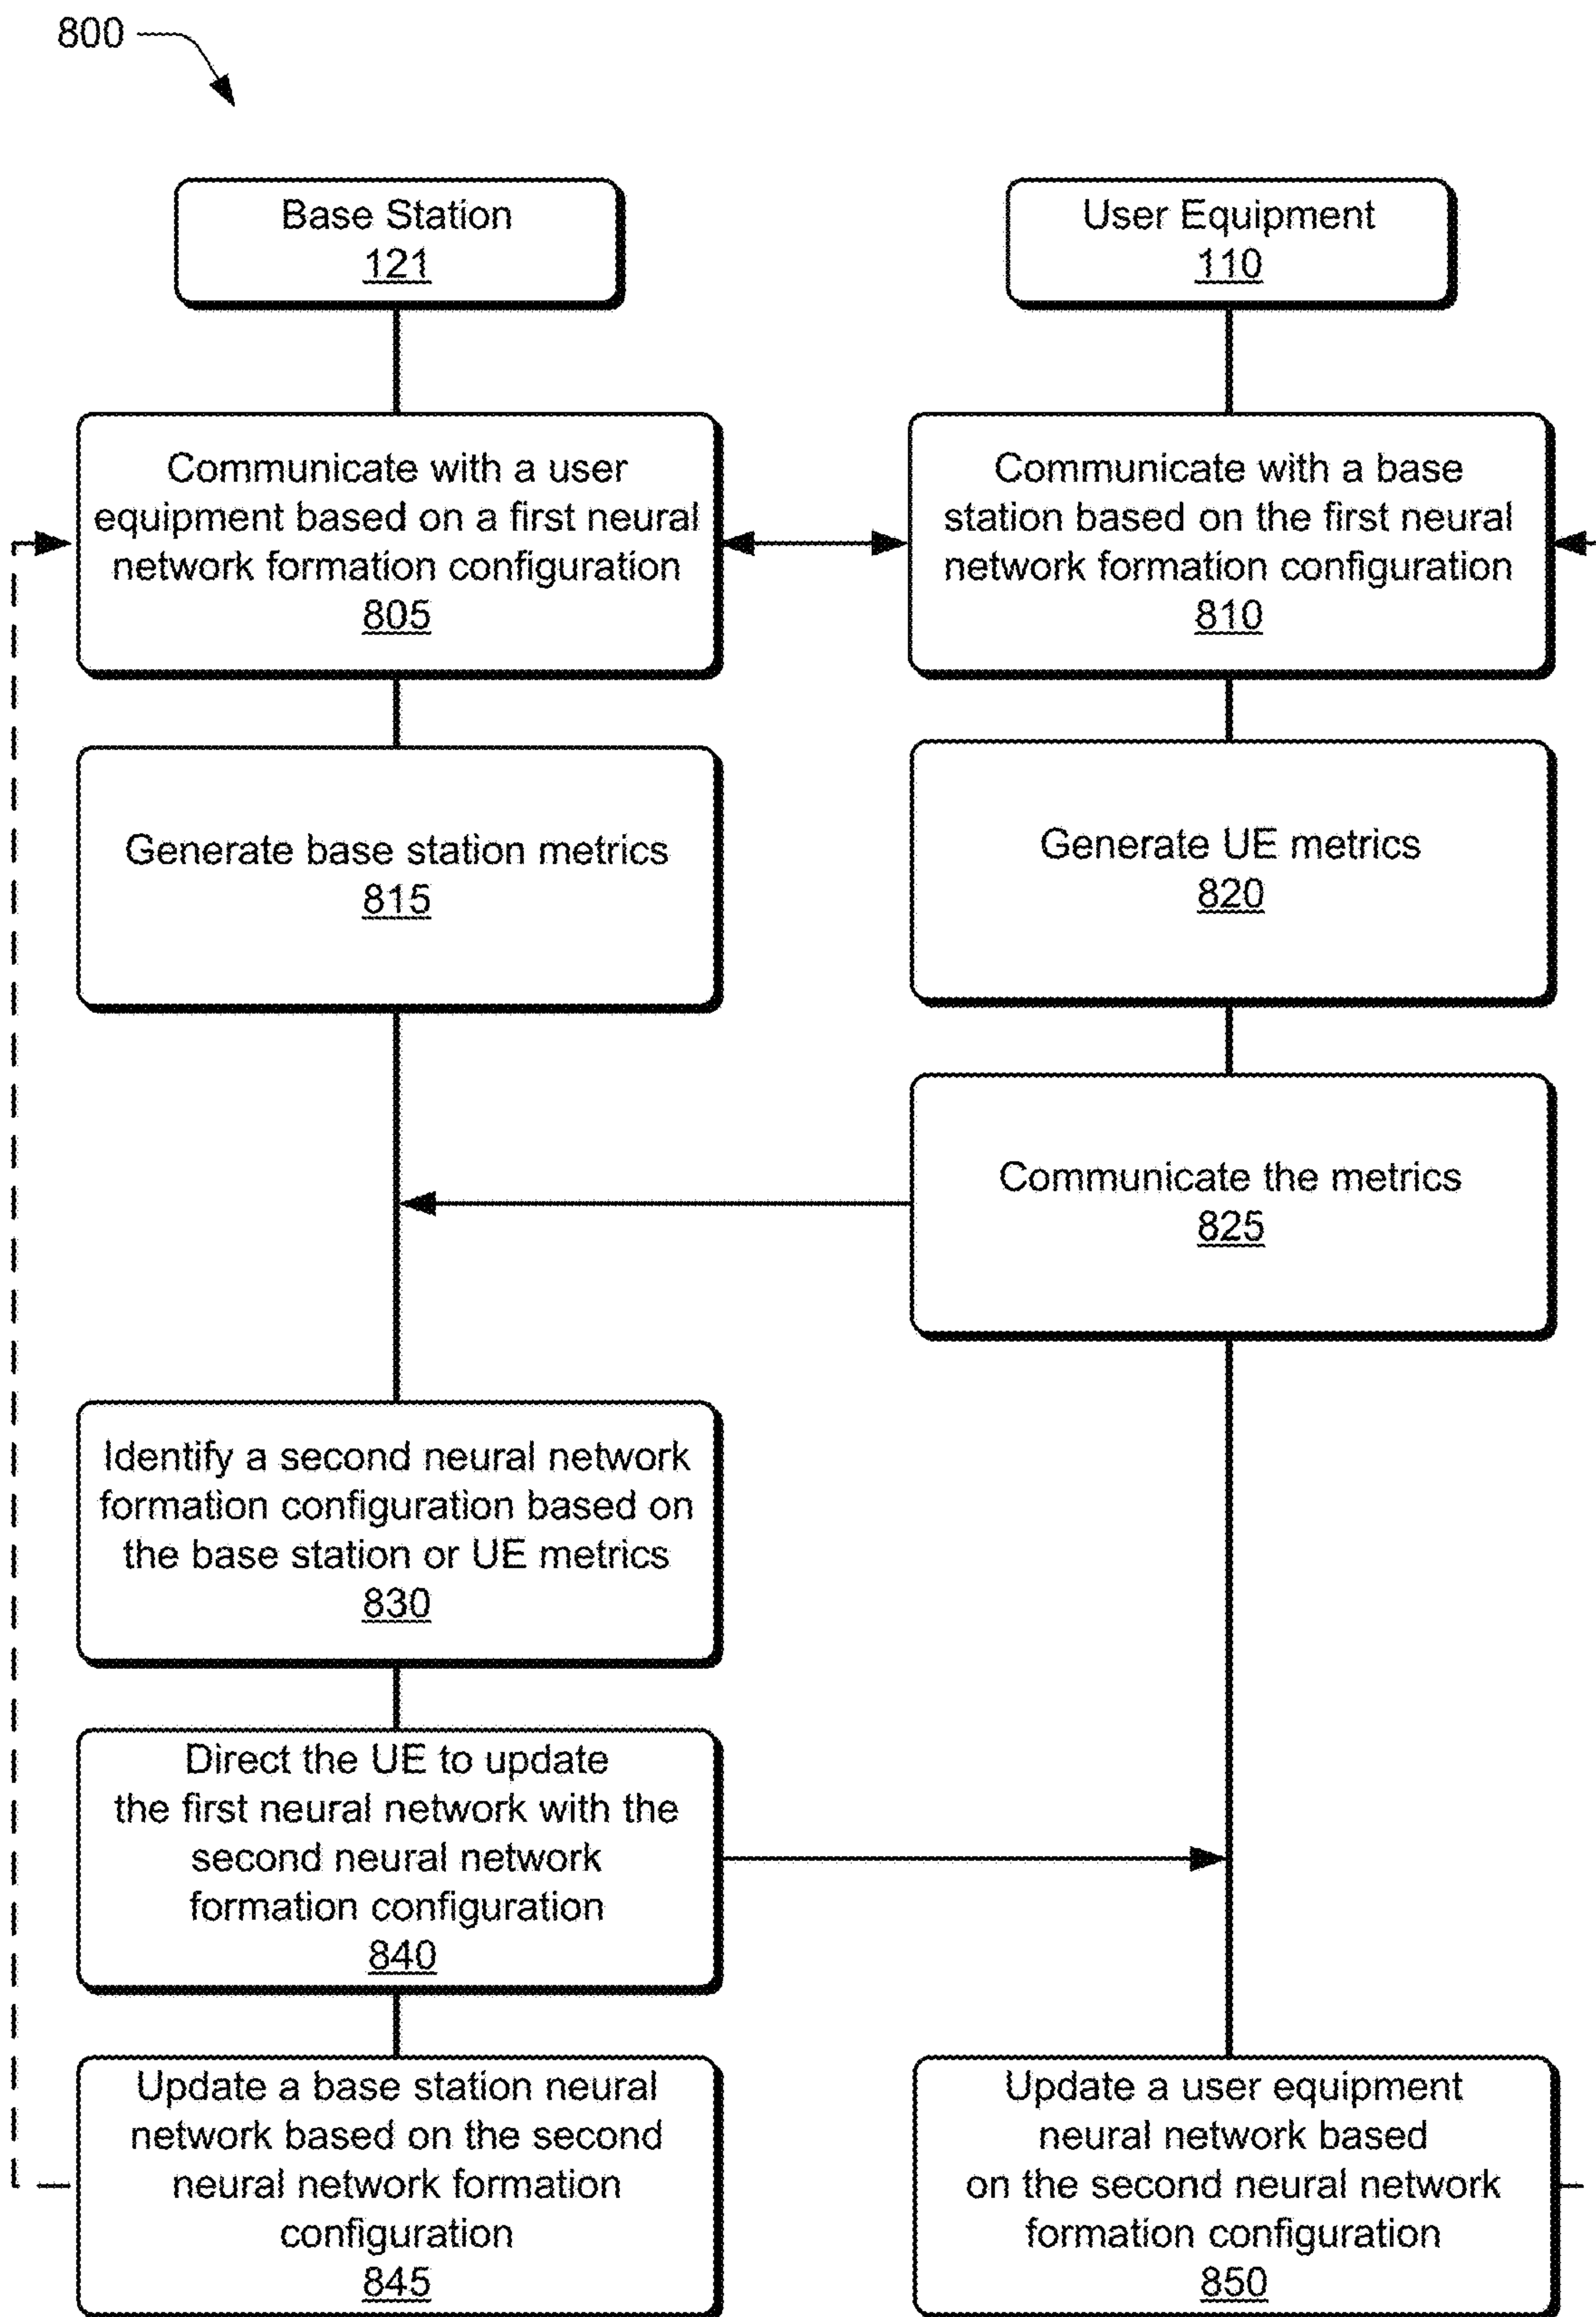 800
Base Station
121
User Equipment
110
Communicate with a user
equipment based on a first neural
network formation configuration
805
Communicate with a base
station based on the first neural
network formation configuration
810
Generate base station metrics
815
Generate UE metrics
820
Communicate the metrics
825
Identify a second neural network
formation configuration based on
the base station or UE metrics
830
Direct the UE to update
the first neural network with the
second neural network
formation configuration
840
Update a base station neural
network based on the second
neural network formation
configuration
845
Update a user equipment
neural network based
on the second neural network
formation configuration
850